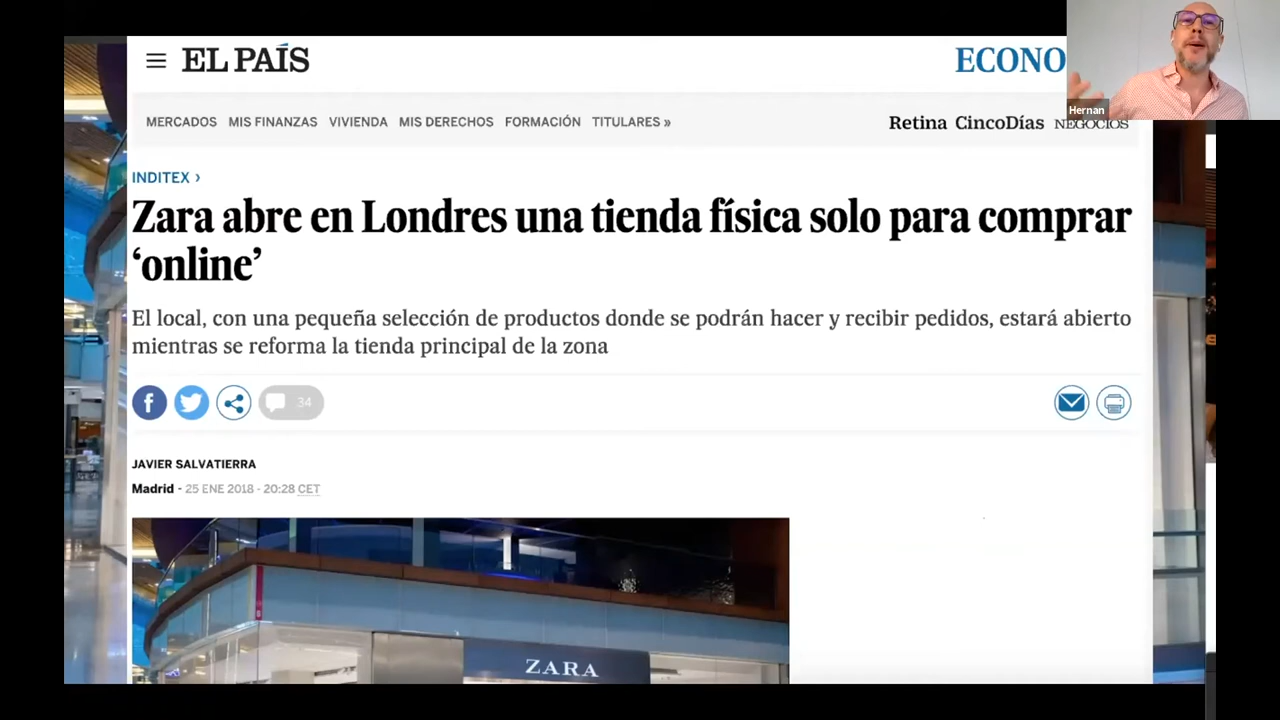 EL PAÍS
ECONO
Hernan
MERCADOS MIS FINANZAS VIVIENDA MIS DERECHOS FORMACIÓN TITULARES »
Retina CincoDías NEGOCIOS
INDITEX ›
Zara abre en Londres una tienda física solo para comprar
‘online’
El local, con una pequeña selección de productos donde se podrán hacer y recibir pedidos, estará abierto
mientras se reforma la tienda principal de la zona
34
JAVIER SALVATIERRA
Madrid - 25 ENE 2018 - 20:28 CET
ZARA